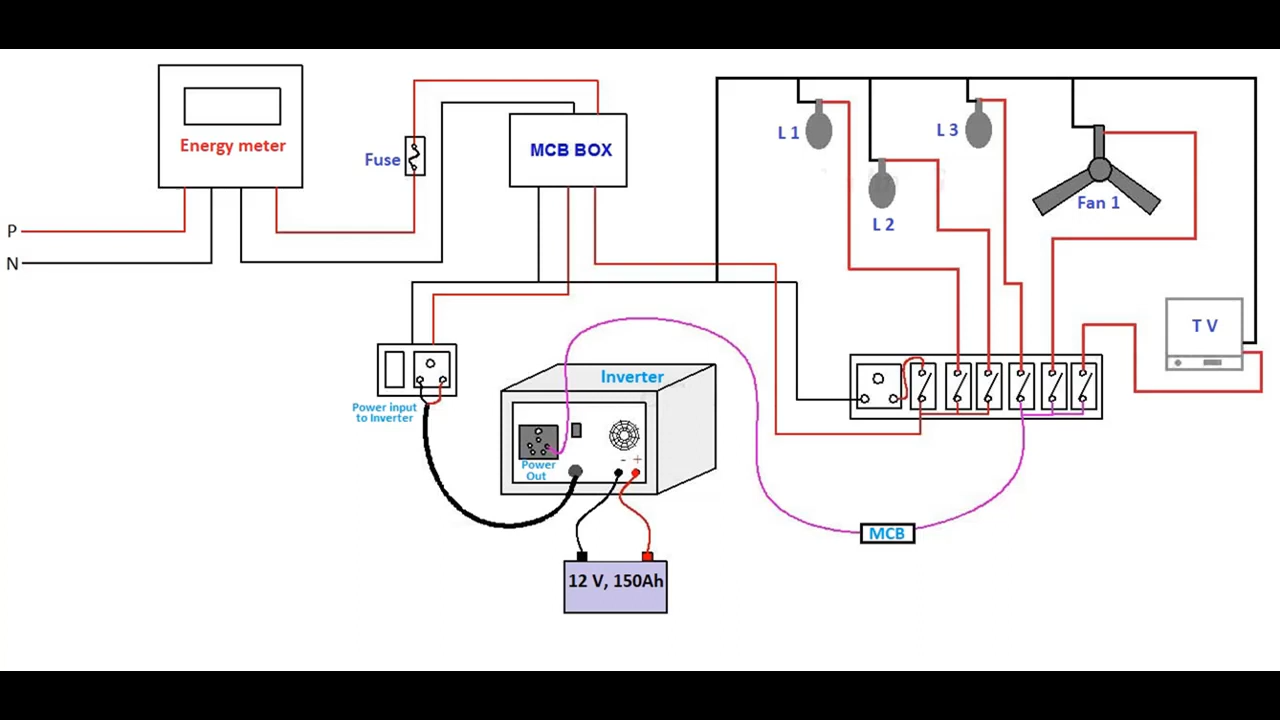 Energy meter
Fuse
MCB BOX
P
N
L 1
L 2
L 3
Fan 1
T V
Power input
to Inverter
Inverter
Power
Out
- +
12 V, 150Ah
MCB